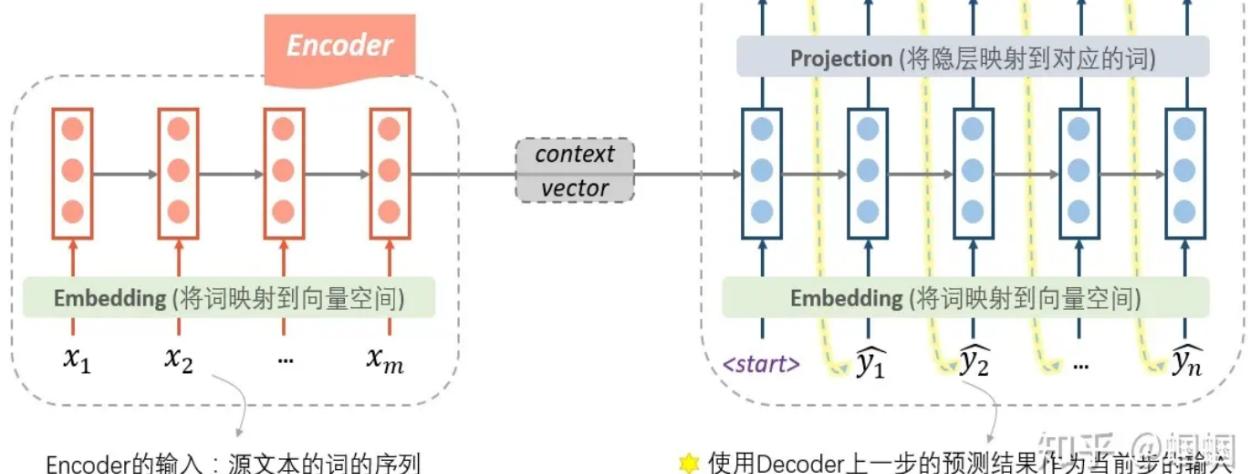 Encoder
Projection (将隐层映射到对应的词)
context
vector
Embedding (将词映射到向量空间)
Embedding (将词映射到向量空间)
x₁ x₂ ... xₘ
<start> ŷ₁ ŷ₂ ... ŷₙ
Encoder的输入：源文本的词的序列
使用Decoder上一步的预测结果作为当前步的输入
知乎 @蝈蝈